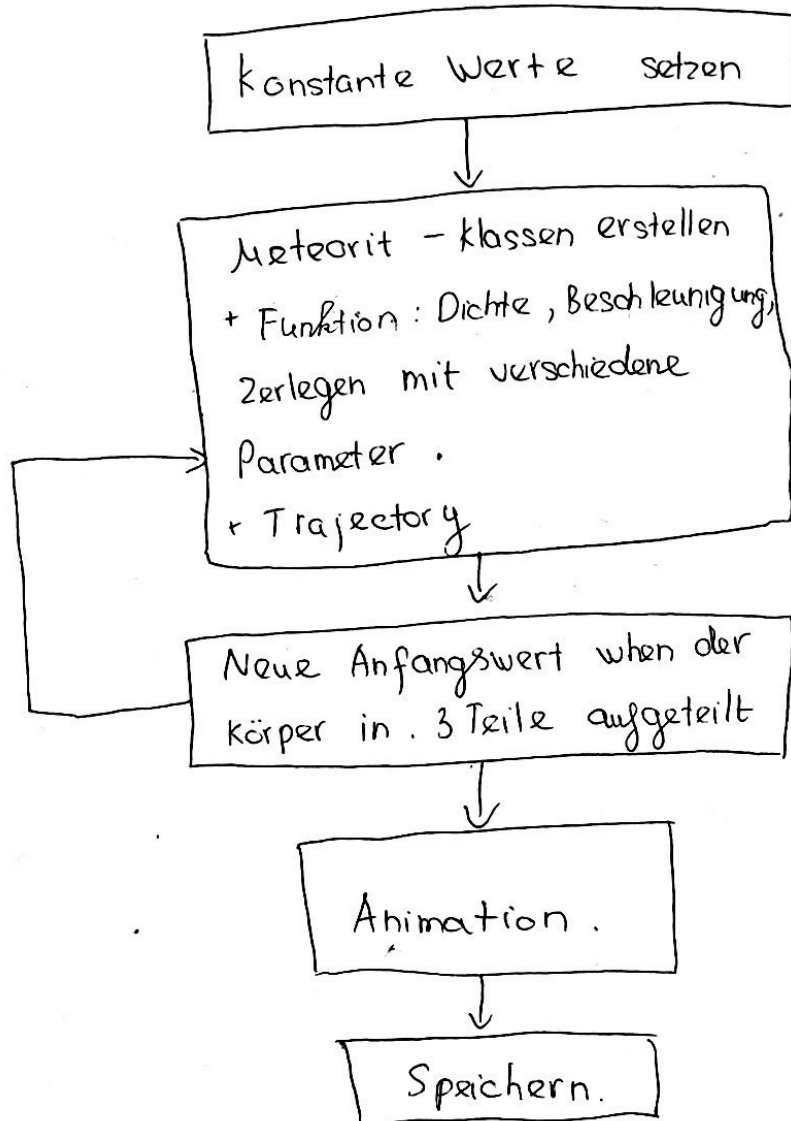 Konstante Werte setzen
Meteorit - klassen erstellen
+ Funktion : Dichte , Beschleunigung,
Zerlegen mit verschiedene
Parameter .
+ Trajectory
Neue Anfangswert when der
Körper in . 3 Teile aufgeteilt
Animation .
Speichern.